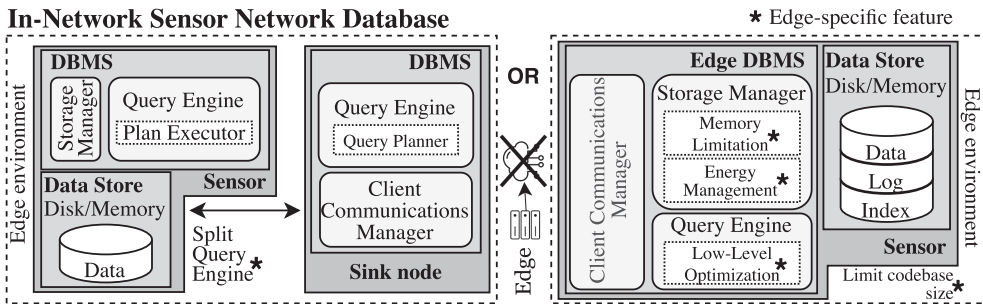 In-Network Sensor Network Database
* Edge-specific feature
Edge environment
DBMS
Storage
Manager
Query Engine
Plan Executor
Sensor
Data Store
Disk/Memory
Data
Split
Query
Engine*
DBMS
Query Engine
Query Planner
Client
Communications
Manager
Sink node
OR
Edge
Edge DBMS
Client Communications
Manager
Storage Manager
Memory
Limitation*
Energy
Management*
Query Engine
Low-Level
Optimization*
Data Store
Disk/Memory
Data
Log
Index
Sensor
Limit codebase
size*
Edge environment